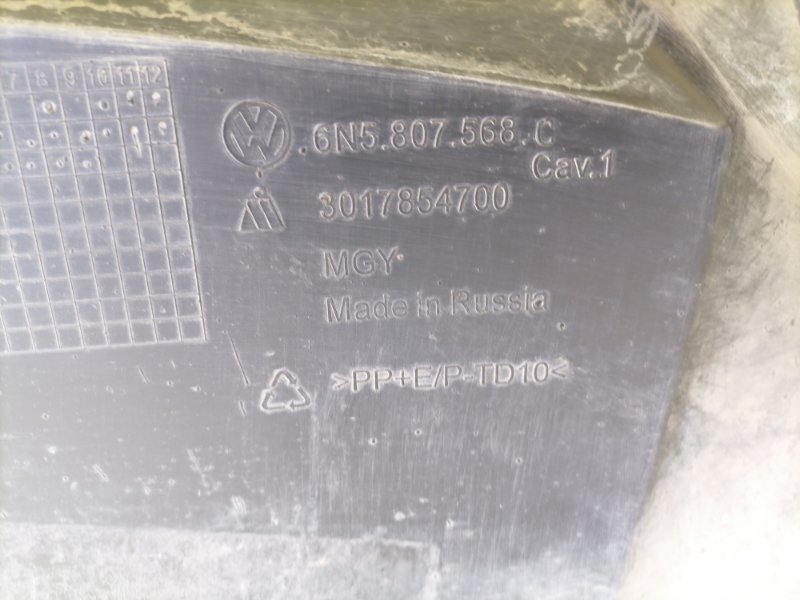 7 8 9 10 11 12
6N5.807.568.C
Cav.1
3017854700
MGY
Made in Russia
>PP+E/P-TD10<